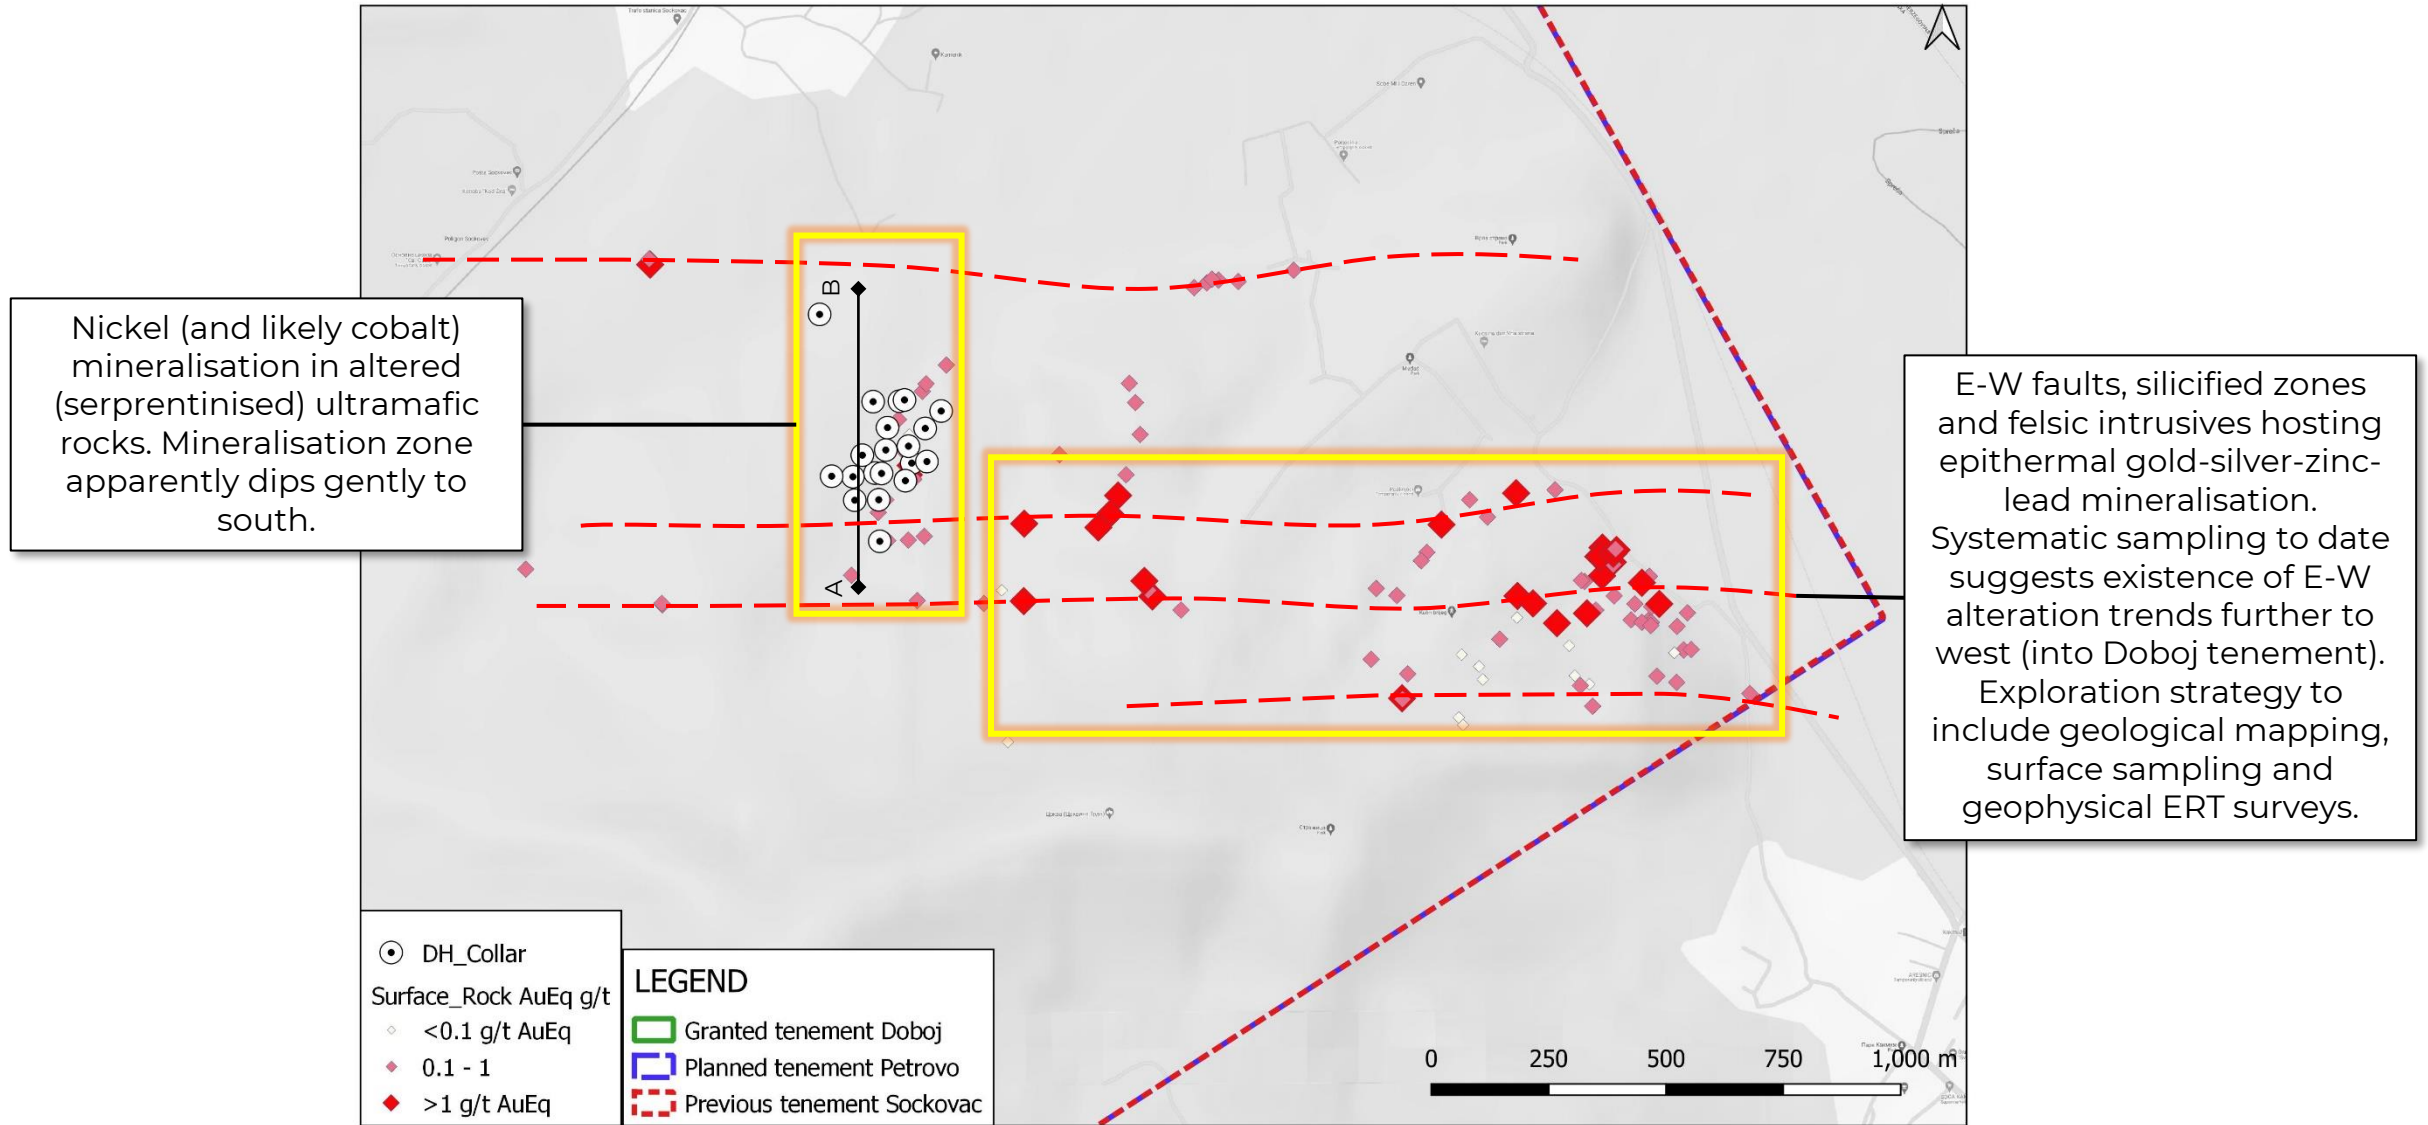 Nickel (and likely cobalt)
mineralisation in altered
(serprentinised) ultramafic
rocks. Mineralisation zone
apparently dips gently to
south.
B
A
E-W faults, silicified zones
and felsic intrusives hosting
epithermal gold-silver-zinc-
lead mineralisation.
Systematic sampling to date
suggests existence of E-W
alteration trends further to
west (into Doboj tenement).
Exploration strategy to
include geological mapping,
surface sampling and
geophysical ERT surveys.
DH_Collar
Surface_Rock AuEq g/t
<0.1 g/t AuEq
0.1 - 1
>1 g/t AuEq
LEGEND
Granted tenement Doboj
Planned tenement Petrovo
Previous tenement Sockovac
0 250 500 750 1,000 m